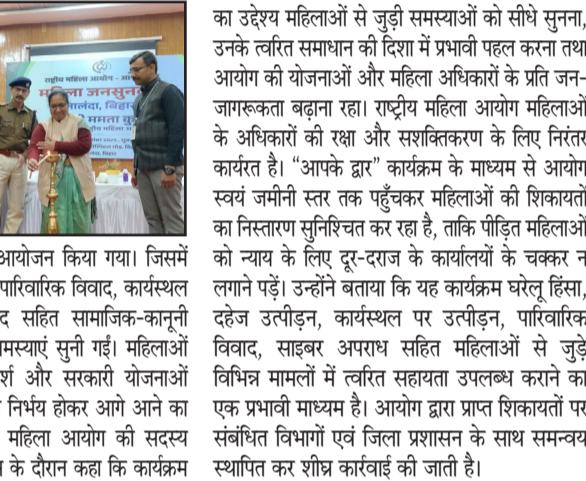 राष्ट्रीय महिला आयोग - आप
महिला जनसुन
नालंदा, बिहार
ममता कु
आयोजन किया गया। जिसमें
पारिवारिक विवाद, कार्यस्थल
द सहित सामाजिक-कानूनी
मस्याएं सुनी गईं। महिलाओं
र्श और सरकारी योजनाओं
निर्भय होकर आगे आने का
महिला आयोग की सदस्य
के दौरान कहा कि कार्यक्रम
का उद्देश्य महिलाओं से जुड़ी समस्याओं को सीधे सुनना,
उनके त्वरित समाधान की दिशा में प्रभावी पहल करना तथा
आयोग की योजनाओं और महिला अधिकारों के प्रति जन-
जागरूकता बढ़ाना रहा। राष्ट्रीय महिला आयोग महिलाओं
के अधिकारों की रक्षा और सशक्तिकरण के लिए निरंतर
कार्यरत है। “आपके द्वार” कार्यक्रम के माध्यम से आयोग
स्वयं जमीनी स्तर तक पहुँचकर महिलाओं की शिकायतों
का निस्तारण सुनिश्चित कर रहा है, ताकि पीड़ित महिलाओं
को न्याय के लिए दूर-दराज के कार्यालयों के चक्कर न
लगाने पड़ें। उन्होंने बताया कि यह कार्यक्रम घरेलू हिंसा,
दहेज उत्पीड़न, कार्यस्थल पर उत्पीड़न, पारिवारिक
विवाद, साइबर अपराध सहित महिलाओं से जुड़े
विभिन्न मामलों में त्वरित सहायता उपलब्ध कराने का
एक प्रभावी माध्यम है। आयोग द्वारा प्राप्त शिकायतों पर
संबंधित विभागों एवं जिला प्रशासन के साथ समन्वय
स्थापित कर शीघ्र कार्रवाई की जाती है।